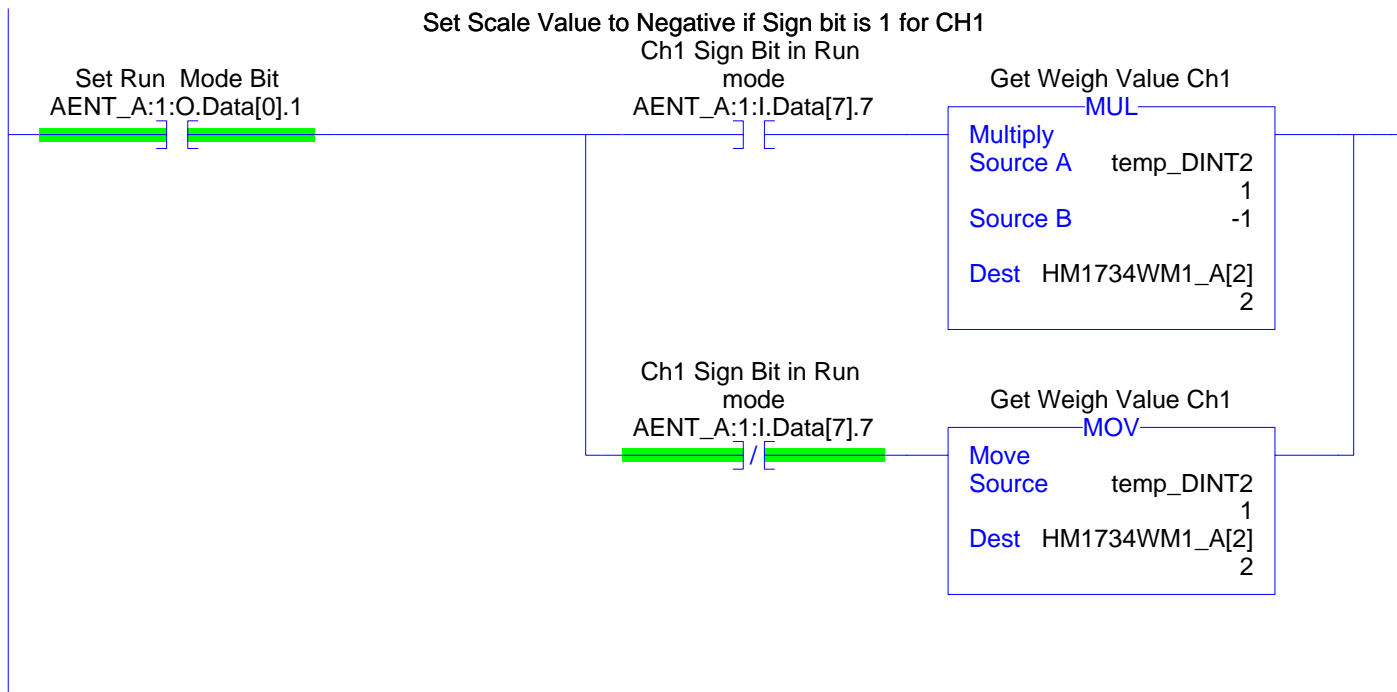 Set Scale Value to Negative if Sign bit is 1 for CH1
Set Run  Mode Bit
AENT_A:1:O.Data[0].1
Ch1 Sign Bit in Run
mode
AENT_A:1:I.Data[7].7
Get Weigh Value Ch1
MUL
Multiply
Source A temp_DINT2
1
Source B -1
Dest HM1734WM1_A[2]
2
Ch1 Sign Bit in Run
mode
AENT_A:1:I.Data[7].7
/
Get Weigh Value Ch1
MOV
Move
Source temp_DINT2
1
Dest HM1734WM1_A[2]
2